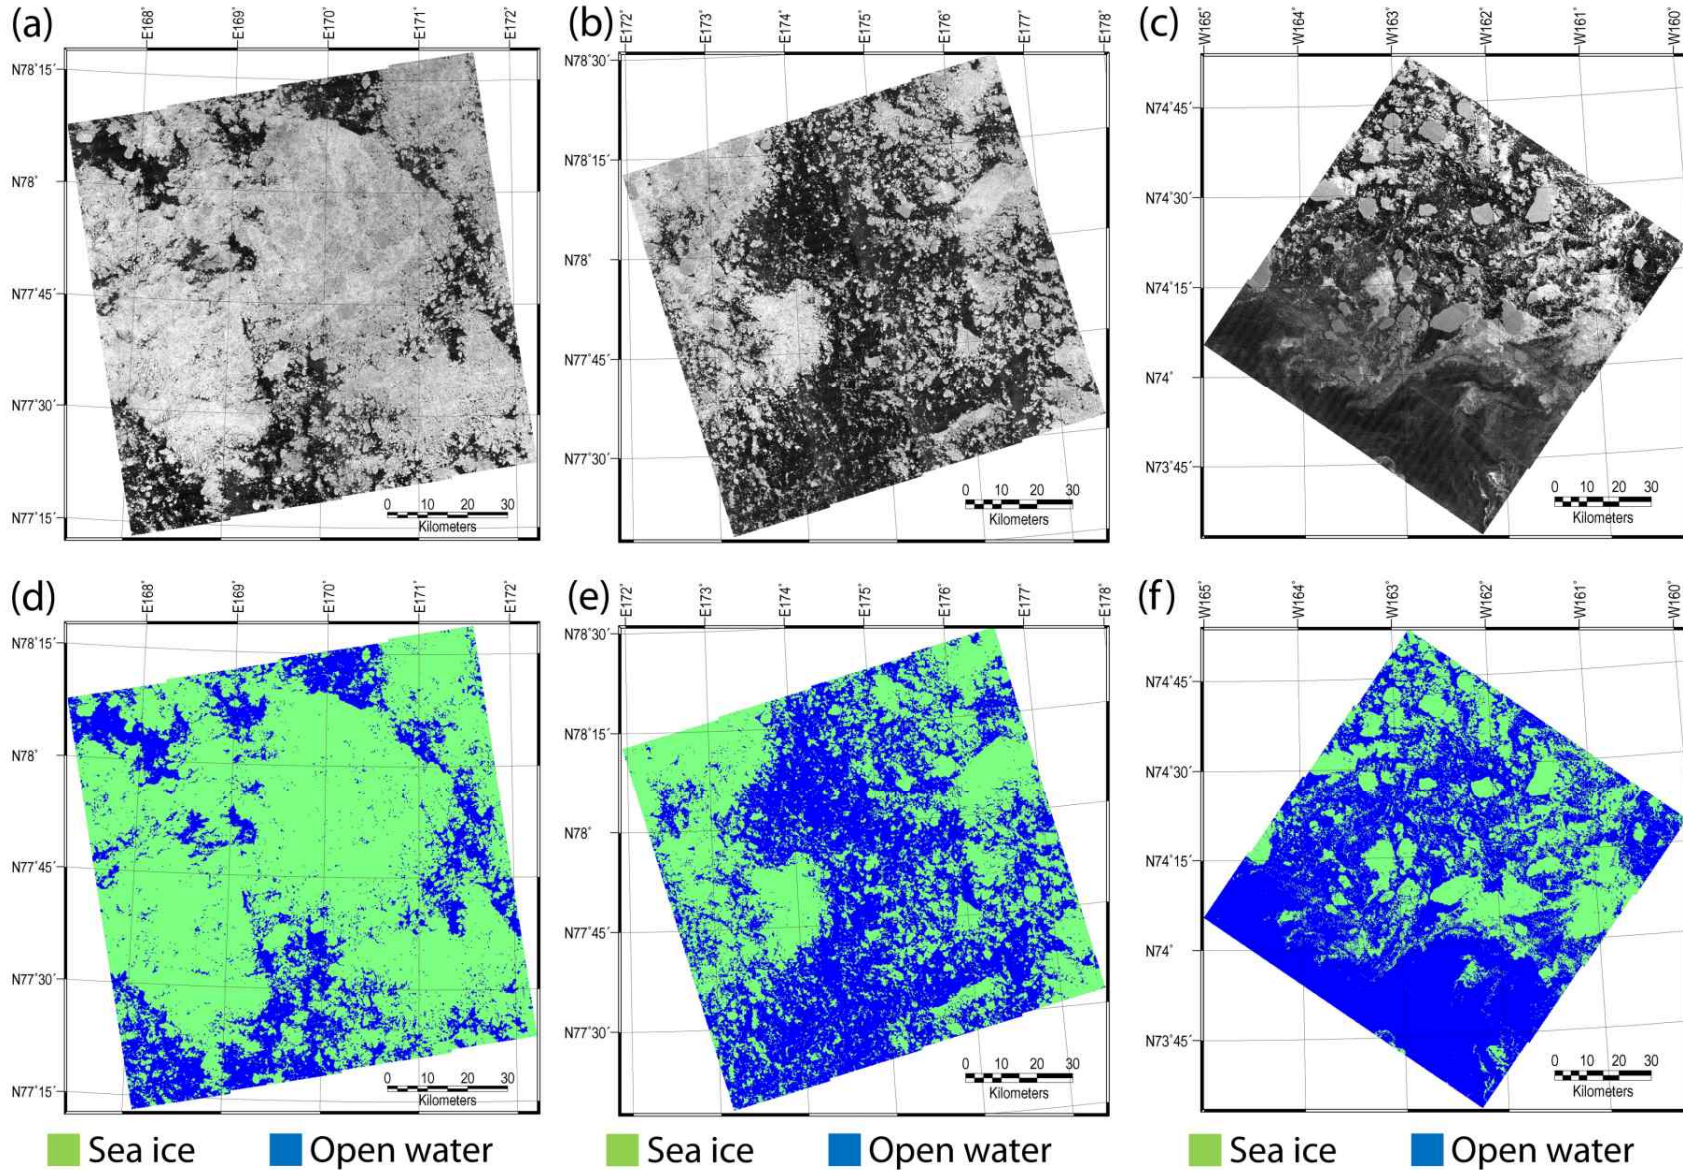 (a)
E168° E169° E170° E171° E172°
N78°15′
N78°
N77°45′
N77°30′
N77°15′
0 10 20 30
Kilometers
(b)
E172° E173° E174° E175° E176° E177° E178°
N78°30′
N78°15′
N78°
N77°45′
N77°30′
0 10 20 30
Kilometers
(c)
W165° W164° W163° W162° W161° W160°
N74°45′
N74°30′
N74°15′
N74°
N73°45′
0 10 20 30
Kilometers
(d)
E168° E169° E170° E171° E172°
N78°15′
N78°
N77°45′
N77°30′
N77°15′
0 10 20 30
Kilometers
Sea ice Open water
(e)
E172° E173° E174° E175° E176° E177° E178°
N78°30′
N78°15′
N78°
N77°45′
N77°30′
0 10 20 30
Kilometers
Sea ice Open water
(f)
W165° W164° W163° W162° W161° W160°
N74°45′
N74°30′
N74°15′
N74°
N73°45′
0 10 20 30
Kilometers
Sea ice Open water